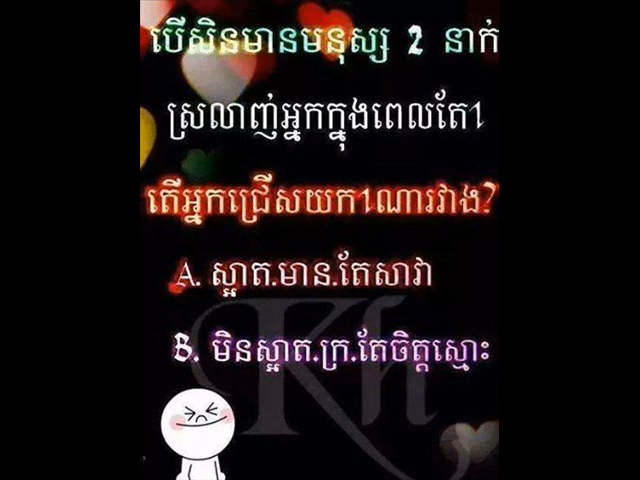 បើសិនមានមនុស្ស 2 នាក់
ស្រលាញ់អ្នកក្នុងពេលតែ1
តើអ្នកជ្រើសយក1ណារវាង?
A. ស្អាត.មាន.តែសាវា
B. មិនស្អាត.ក្រ.តែចិត្តស្មោះ
Kh